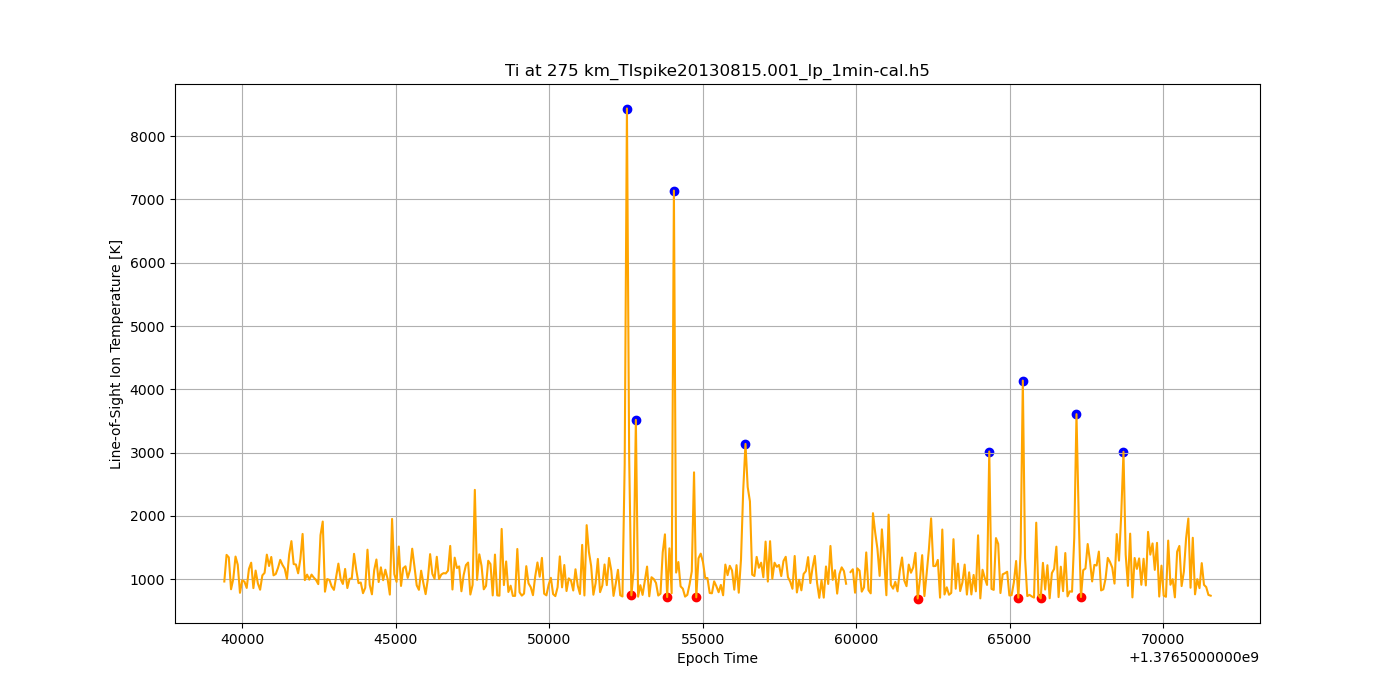 Ti at 275 km_TIspike20130815.001_lp_1min-cal.h5
Line-of-Sight Ion Temperature [K]
8000
7000
6000
5000
4000
3000
2000
1000
40000 45000 50000 55000 60000 65000 70000
Epoch Time
+1.3765000000e9